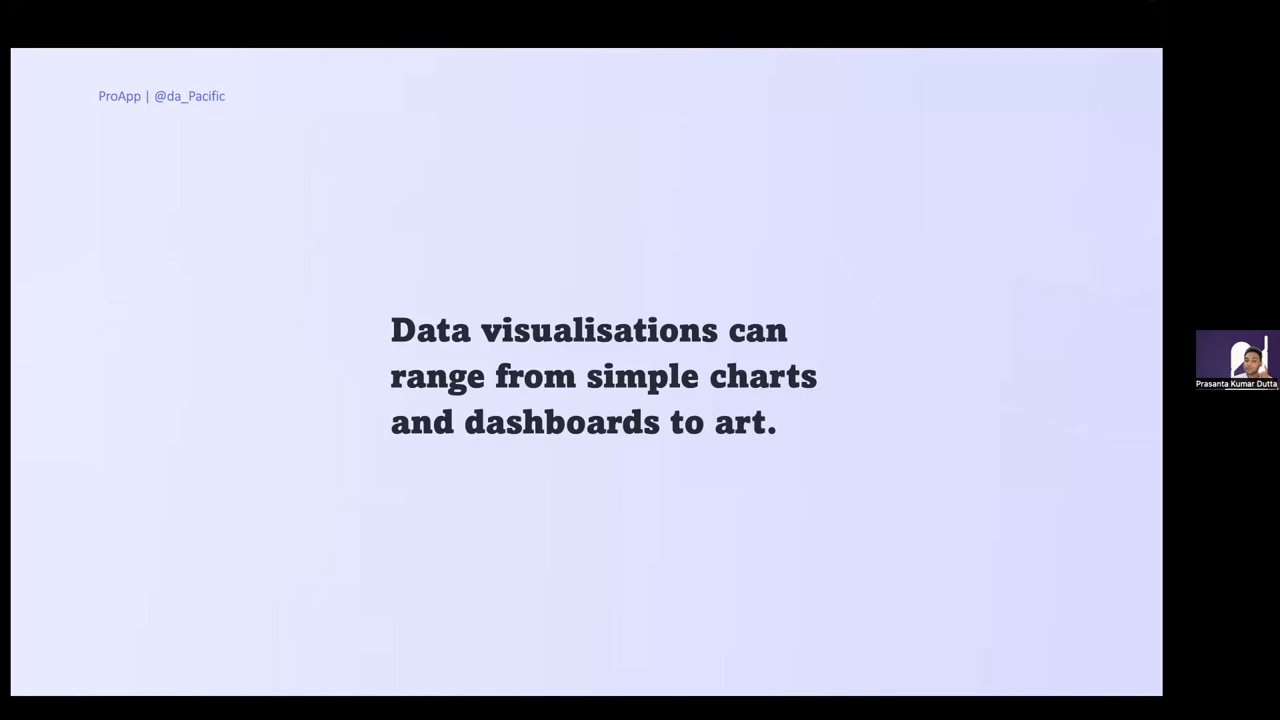 ProApp | @da_Pacific
Data visualisations can
range from simple charts
and dashboards to art.
Prasanta Kumar Dutta